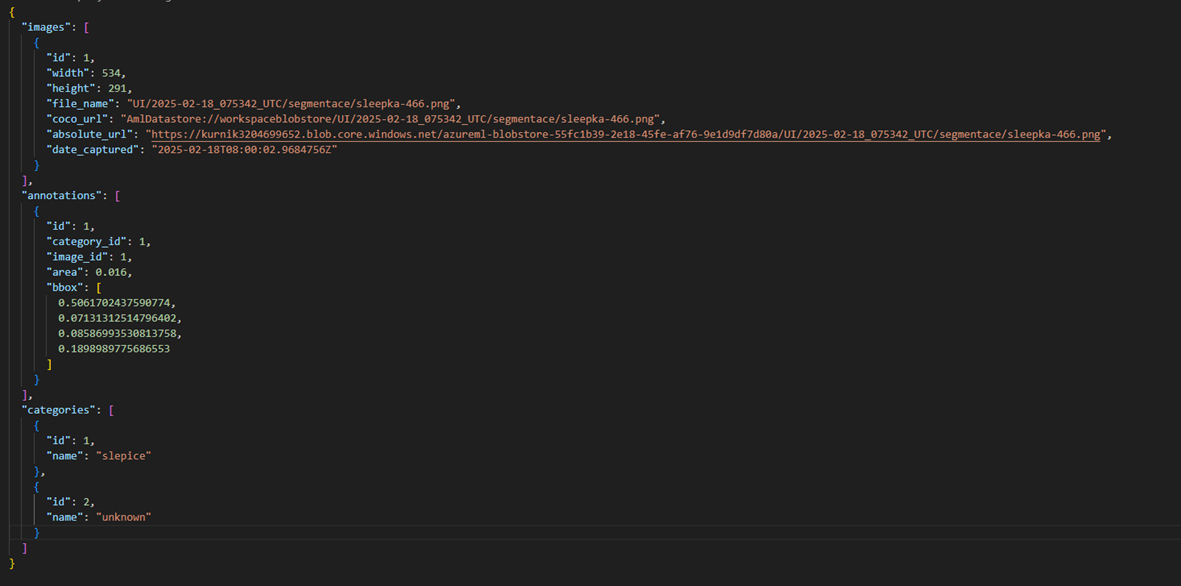 {
"images": [
{
"id": 1,
"width": 534,
"height": 291,
"file_name": "UI/2025-02-18_075342_UTC/segmentace/sleepka-466.png",
"coco_url": "AmlDatastore://workspaceblobstore/UI/2025-02-18_075342_UTC/segmentace/sleepka-466.png",
"absolute_url": "https://kurnik3204699652.blob.core.windows.net/azureml-blobstore-55fc1b39-2e18-45fe-af76-9e1d9df7d80a/UI/2025-02-18_075342_UTC/segmentace/sleepka-466.png",
"date_captured": "2025-02-18T08:00:02.9684756Z"
}
],
"annotations": [
{
"id": 1,
"category_id": 1,
"image_id": 1,
"area": 0.016,
"bbox": [
0.5061702437590774,
0.07131312514796402,
0.08586993530813758,
0.1898989775686553
]
}
],
"categories": [
{
"id": 1,
"name": "slepice"
},
{
"id": 2,
"name": "unknown"
}
]
}